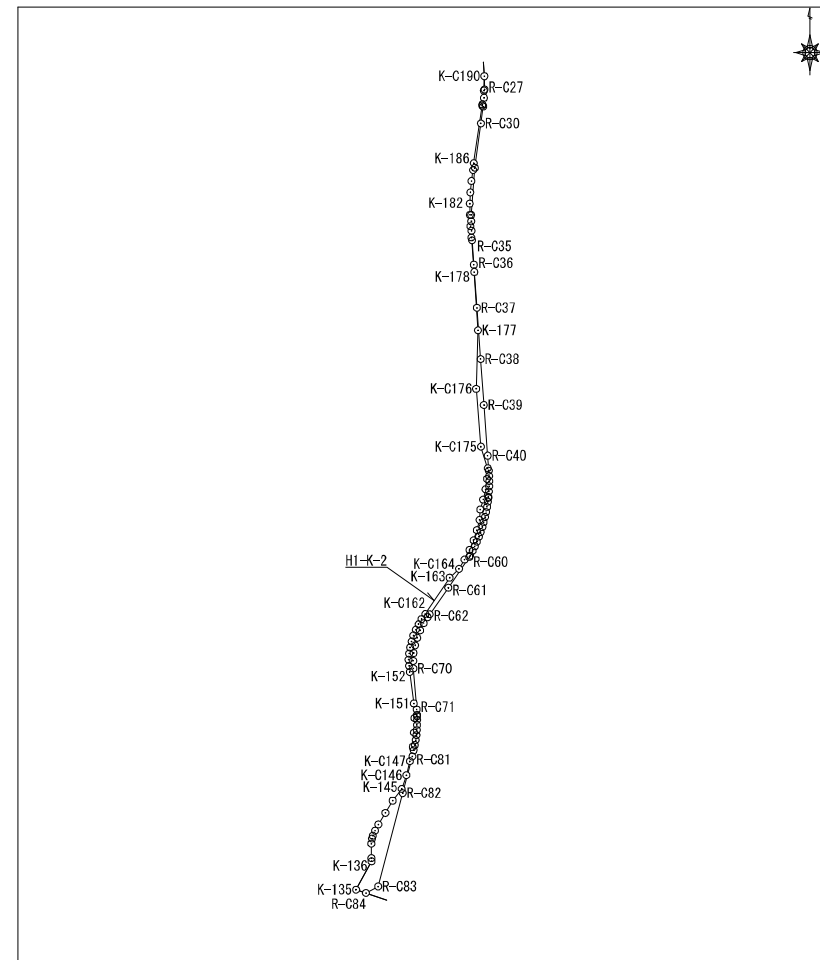 K-C190
R-C27
R-C30
K-186
K-182
R-C35
R-C36
K-178
R-C37
K-177
R-C38
K-C176
R-C39
K-C175
R-C40
H1-K-2
R-C60
K-C164
K-163
R-C61
K-C162
R-C62
R-C70
K-152
K-151
R-C71
K-C147
R-C81
K-C146
K-145
R-C82
K-136
R-C83
K-135
R-C84